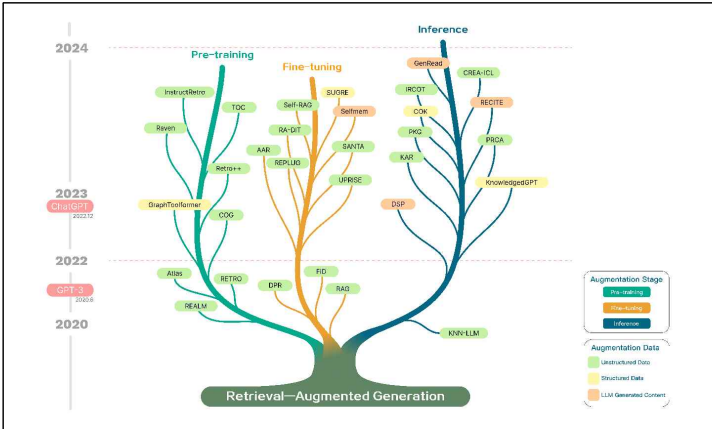 Inference
2024
Pre-training
GenRead
Fine-tuning
CREA-ICL
InstructRetro
IRCOT
SUGRE
Self-RAG
RECITE
TOC
COK
Selfmem
Raven
RA-DIT
PKG
PRCA
AAR
SANTA
REPLUG
KAR
Retro++
UPRISE
KnowledgedGPT
2023
ChatGPT
2022.12
GraphToolformer
DSP
COG
2022
Atlas
RETRO
FiD
GPT-3
2020.6
DPR
RAG
REALM
2020
KNN-LLM
Retrieval—Augmented Generation
Augmentation Stage
Pre-training
Fine-tuning
Inference
Augmentation Data
Unstructured Data
Structured Data
LLM Generated Content